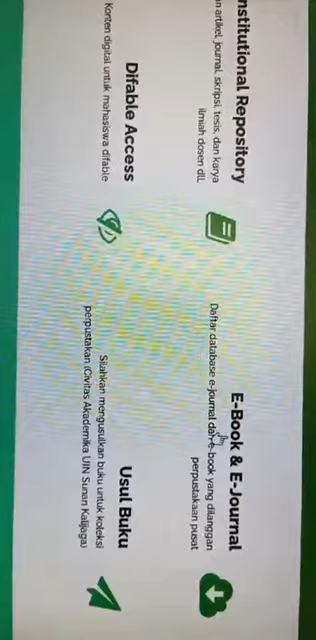 nstitutional Repository
n artikel, journal, skripsi, tesis, dan karya
ilmiah dosen dll.
E-Book & E-Journal
Daftar database e-journal dan e-book yang dilanggan
perpustakaan pusat
Difable Access
Konten digital untuk mahasiswa difable
Usul Buku
Silahkan mengusulkan buku untuk koleksi
perpustakan (Civitas Akademika UIN Sunan Kalijaga)